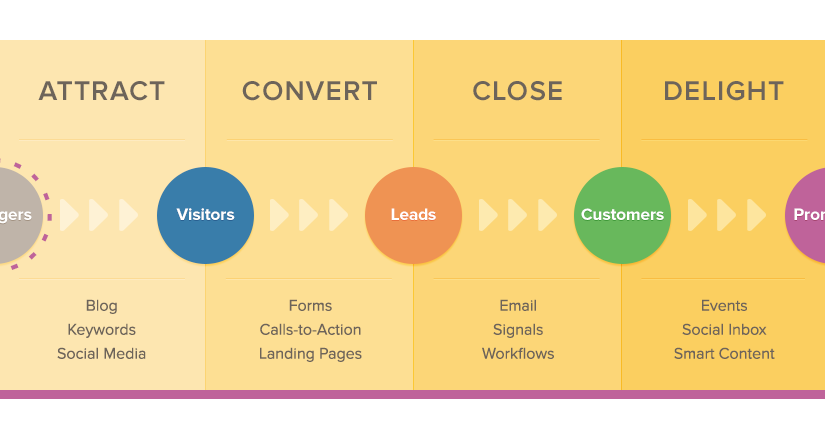 ATTRACT
CONVERT
CLOSE
DELIGHT
gers
Visitors
Leads
Customers
Pror
Blog
Keywords
Social Media
Forms
Calls-to-Action
Landing Pages
Email
Signals
Workflows
Events
Social Inbox
Smart Content